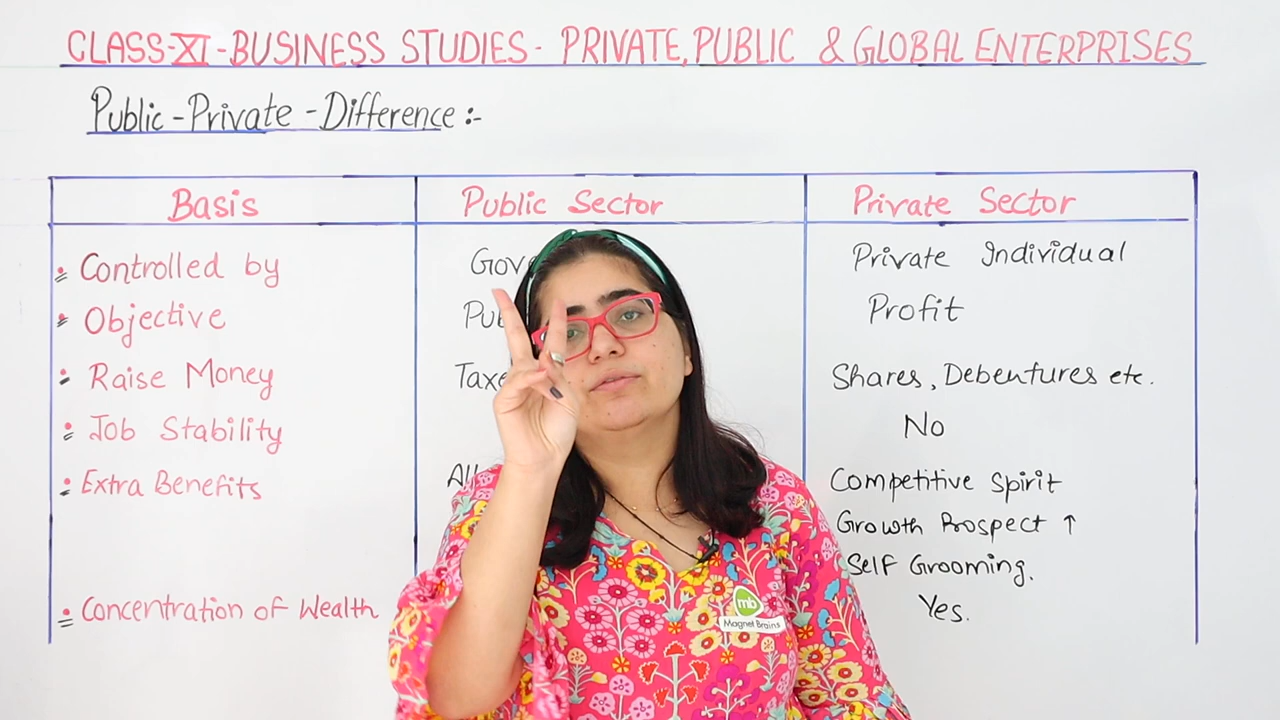 CLASS-XI-BUSINESS STUDIES- PRIVATE, PUBLIC & GLOBAL ENTERPRISES
Public-Private-Difference :-
Basis Public Sector Private Sector
Controlled by Private Individual
Objective Profit
Raise Money Shares, Debentures etc.
Job Stability No
Extra Benefits Competitive Spirit
Growth Prospect ↑
Self Grooming.
Concentration of Wealth Yes.
mb
Magnet Brains